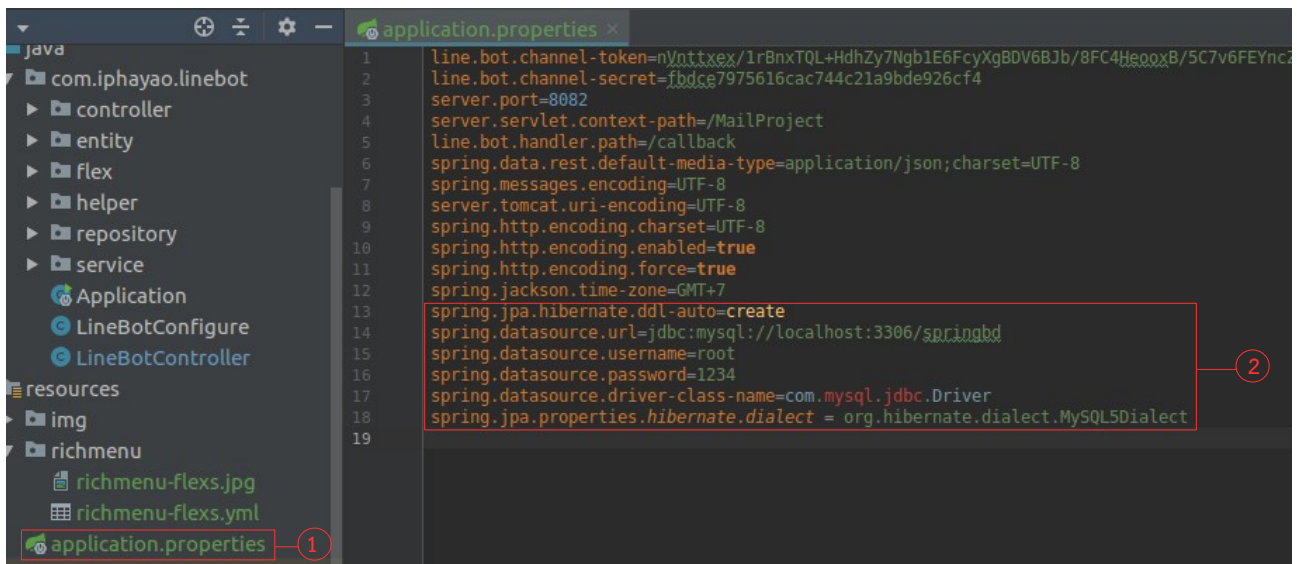 java
com.iphayao.linebot
controller
entity
flex
helper
repository
service
Application
LineBotConfigure
LineBotController
resources
img
richmenu
richmenu-flexs.jpg
richmenu-flexs.yml
application.properties
1
application.properties
1 line.bot.channel-token=nVnttxex/1rBnxTQL+HdhZy7Ngb1E6FcyXgBDV6BJb/8FC4HeooxB/5C7v6FEYncZ
2 line.bot.channel-secret=fbdce7975616cac744c21a9bde926cf4
3 server.port=8082
4 server.servlet.context-path=/MailProject
5 line.bot.handler.path=/callback
6 spring.data.rest.default-media-type=application/json;charset=UTF-8
7 spring.messages.encoding=UTF-8
8 server.tomcat.uri-encoding=UTF-8
9 spring.http.encoding.charset=UTF-8
10 spring.http.encoding.enabled=true
11 spring.http.encoding.force=true
12 spring.jackson.time-zone=GMT+7
13 spring.jpa.hibernate.ddl-auto=create
14 spring.datasource.url=jdbc:mysql://localhost:3306/springbd
15 spring.datasource.username=root
16 spring.datasource.password=1234
17 spring.datasource.driver-class-name=com.mysql.jdbc.Driver
18 spring.jpa.properties.hibernate.dialect = org.hibernate.dialect.MySQL5Dialect
19
2